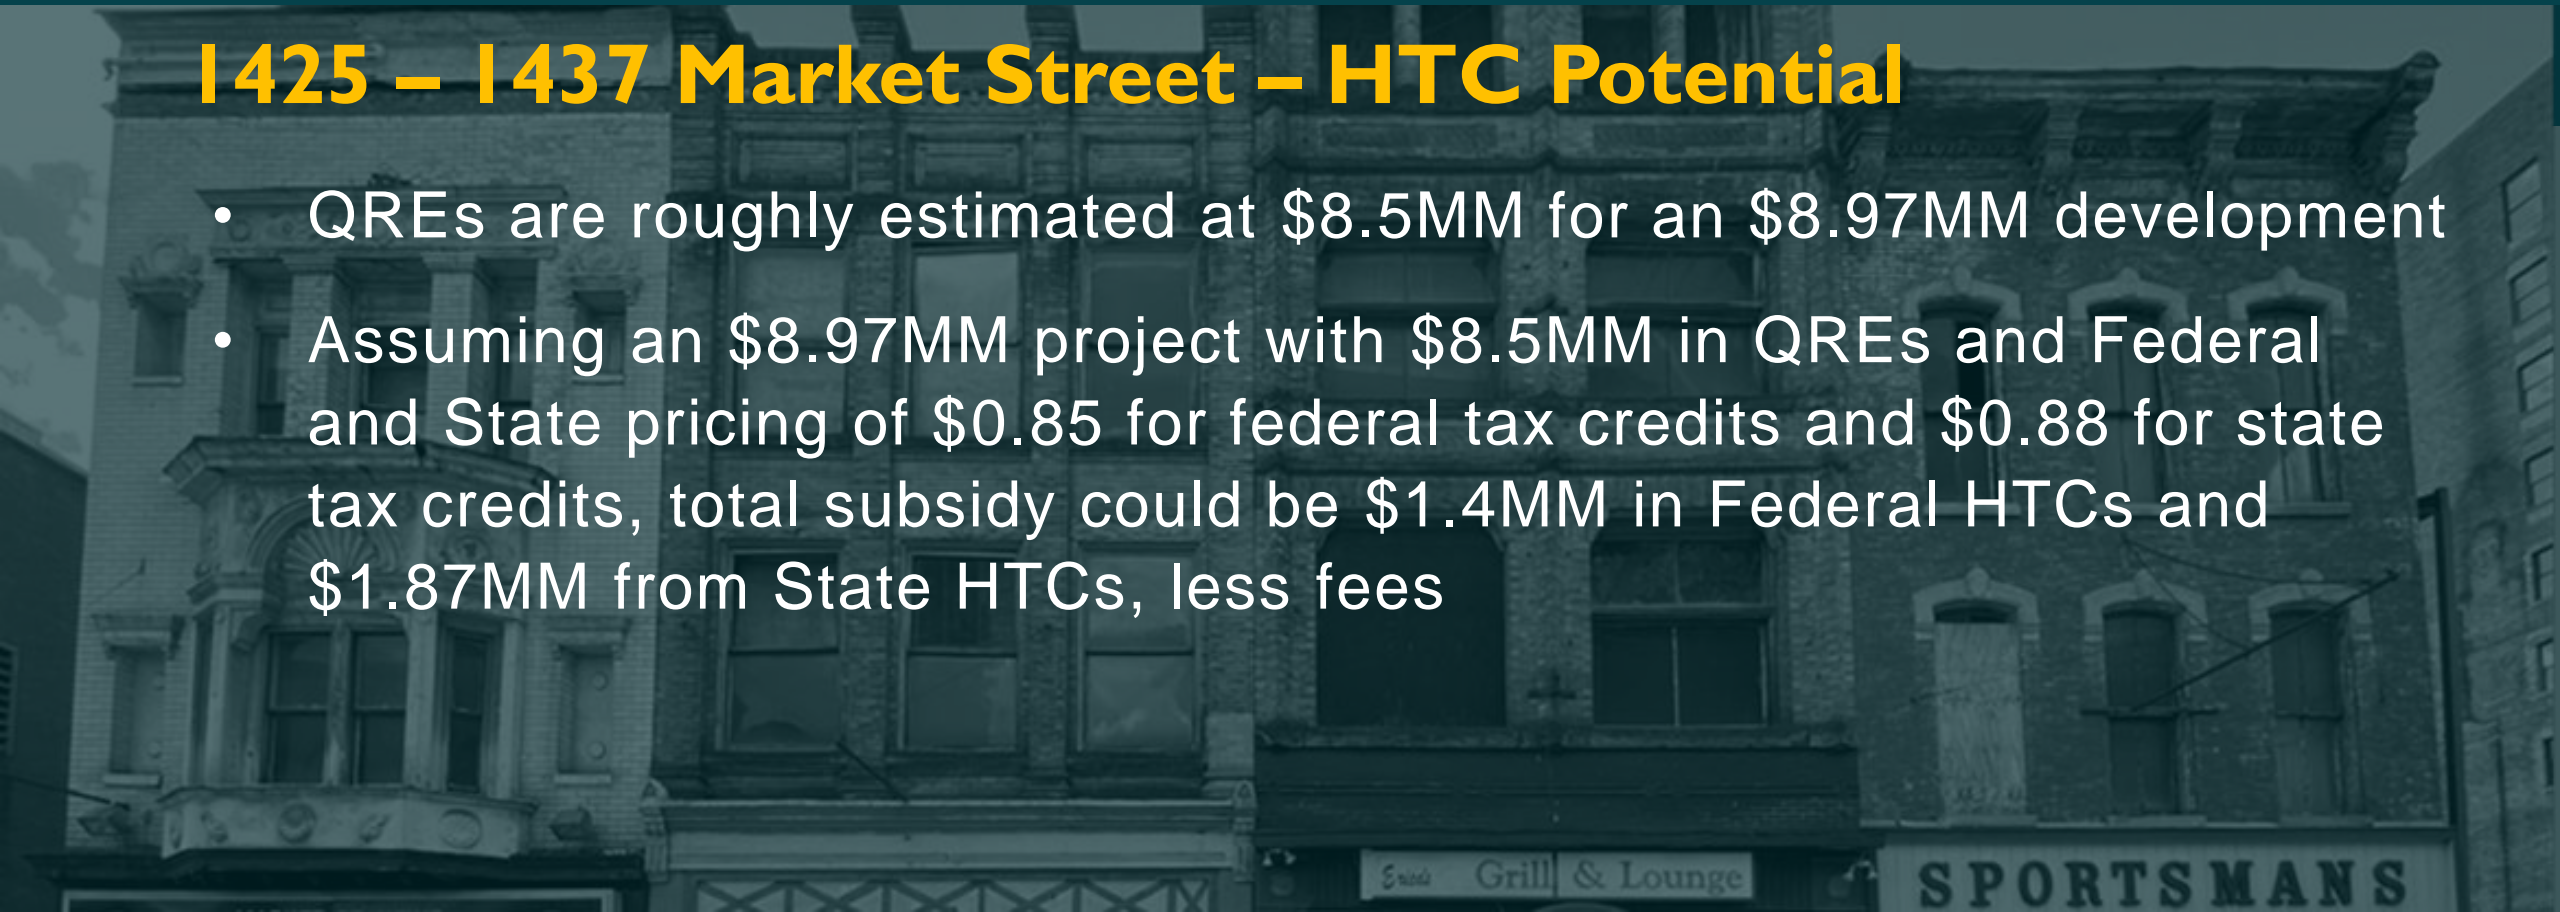 1425 – 1437 Market Street – HTC Potential
• QREs are roughly estimated at $8.5MM for an $8.97MM development
• Assuming an $8.97MM project with $8.5MM in QREs and Federal
and State pricing of $0.85 for federal tax credits and $0.88 for state
tax credits, total subsidy could be $1.4MM in Federal HTCs and
$1.87MM from State HTCs, less fees
Grill & Lounge
SPORTSMANS